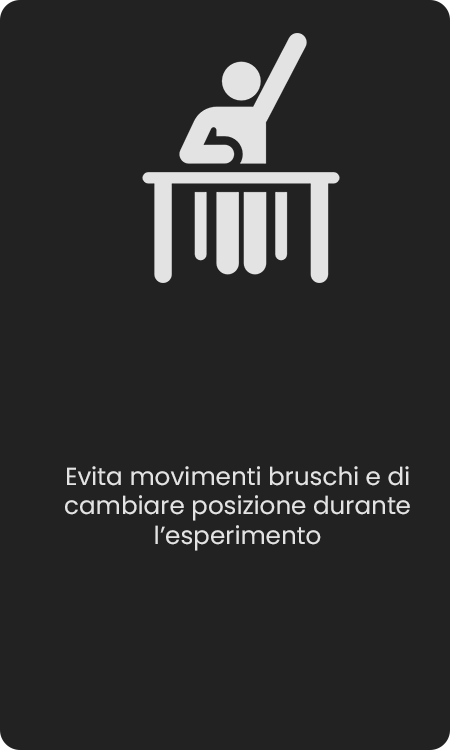 Evita movimenti bruschi e di
cambiare posizione durante
l’esperimento